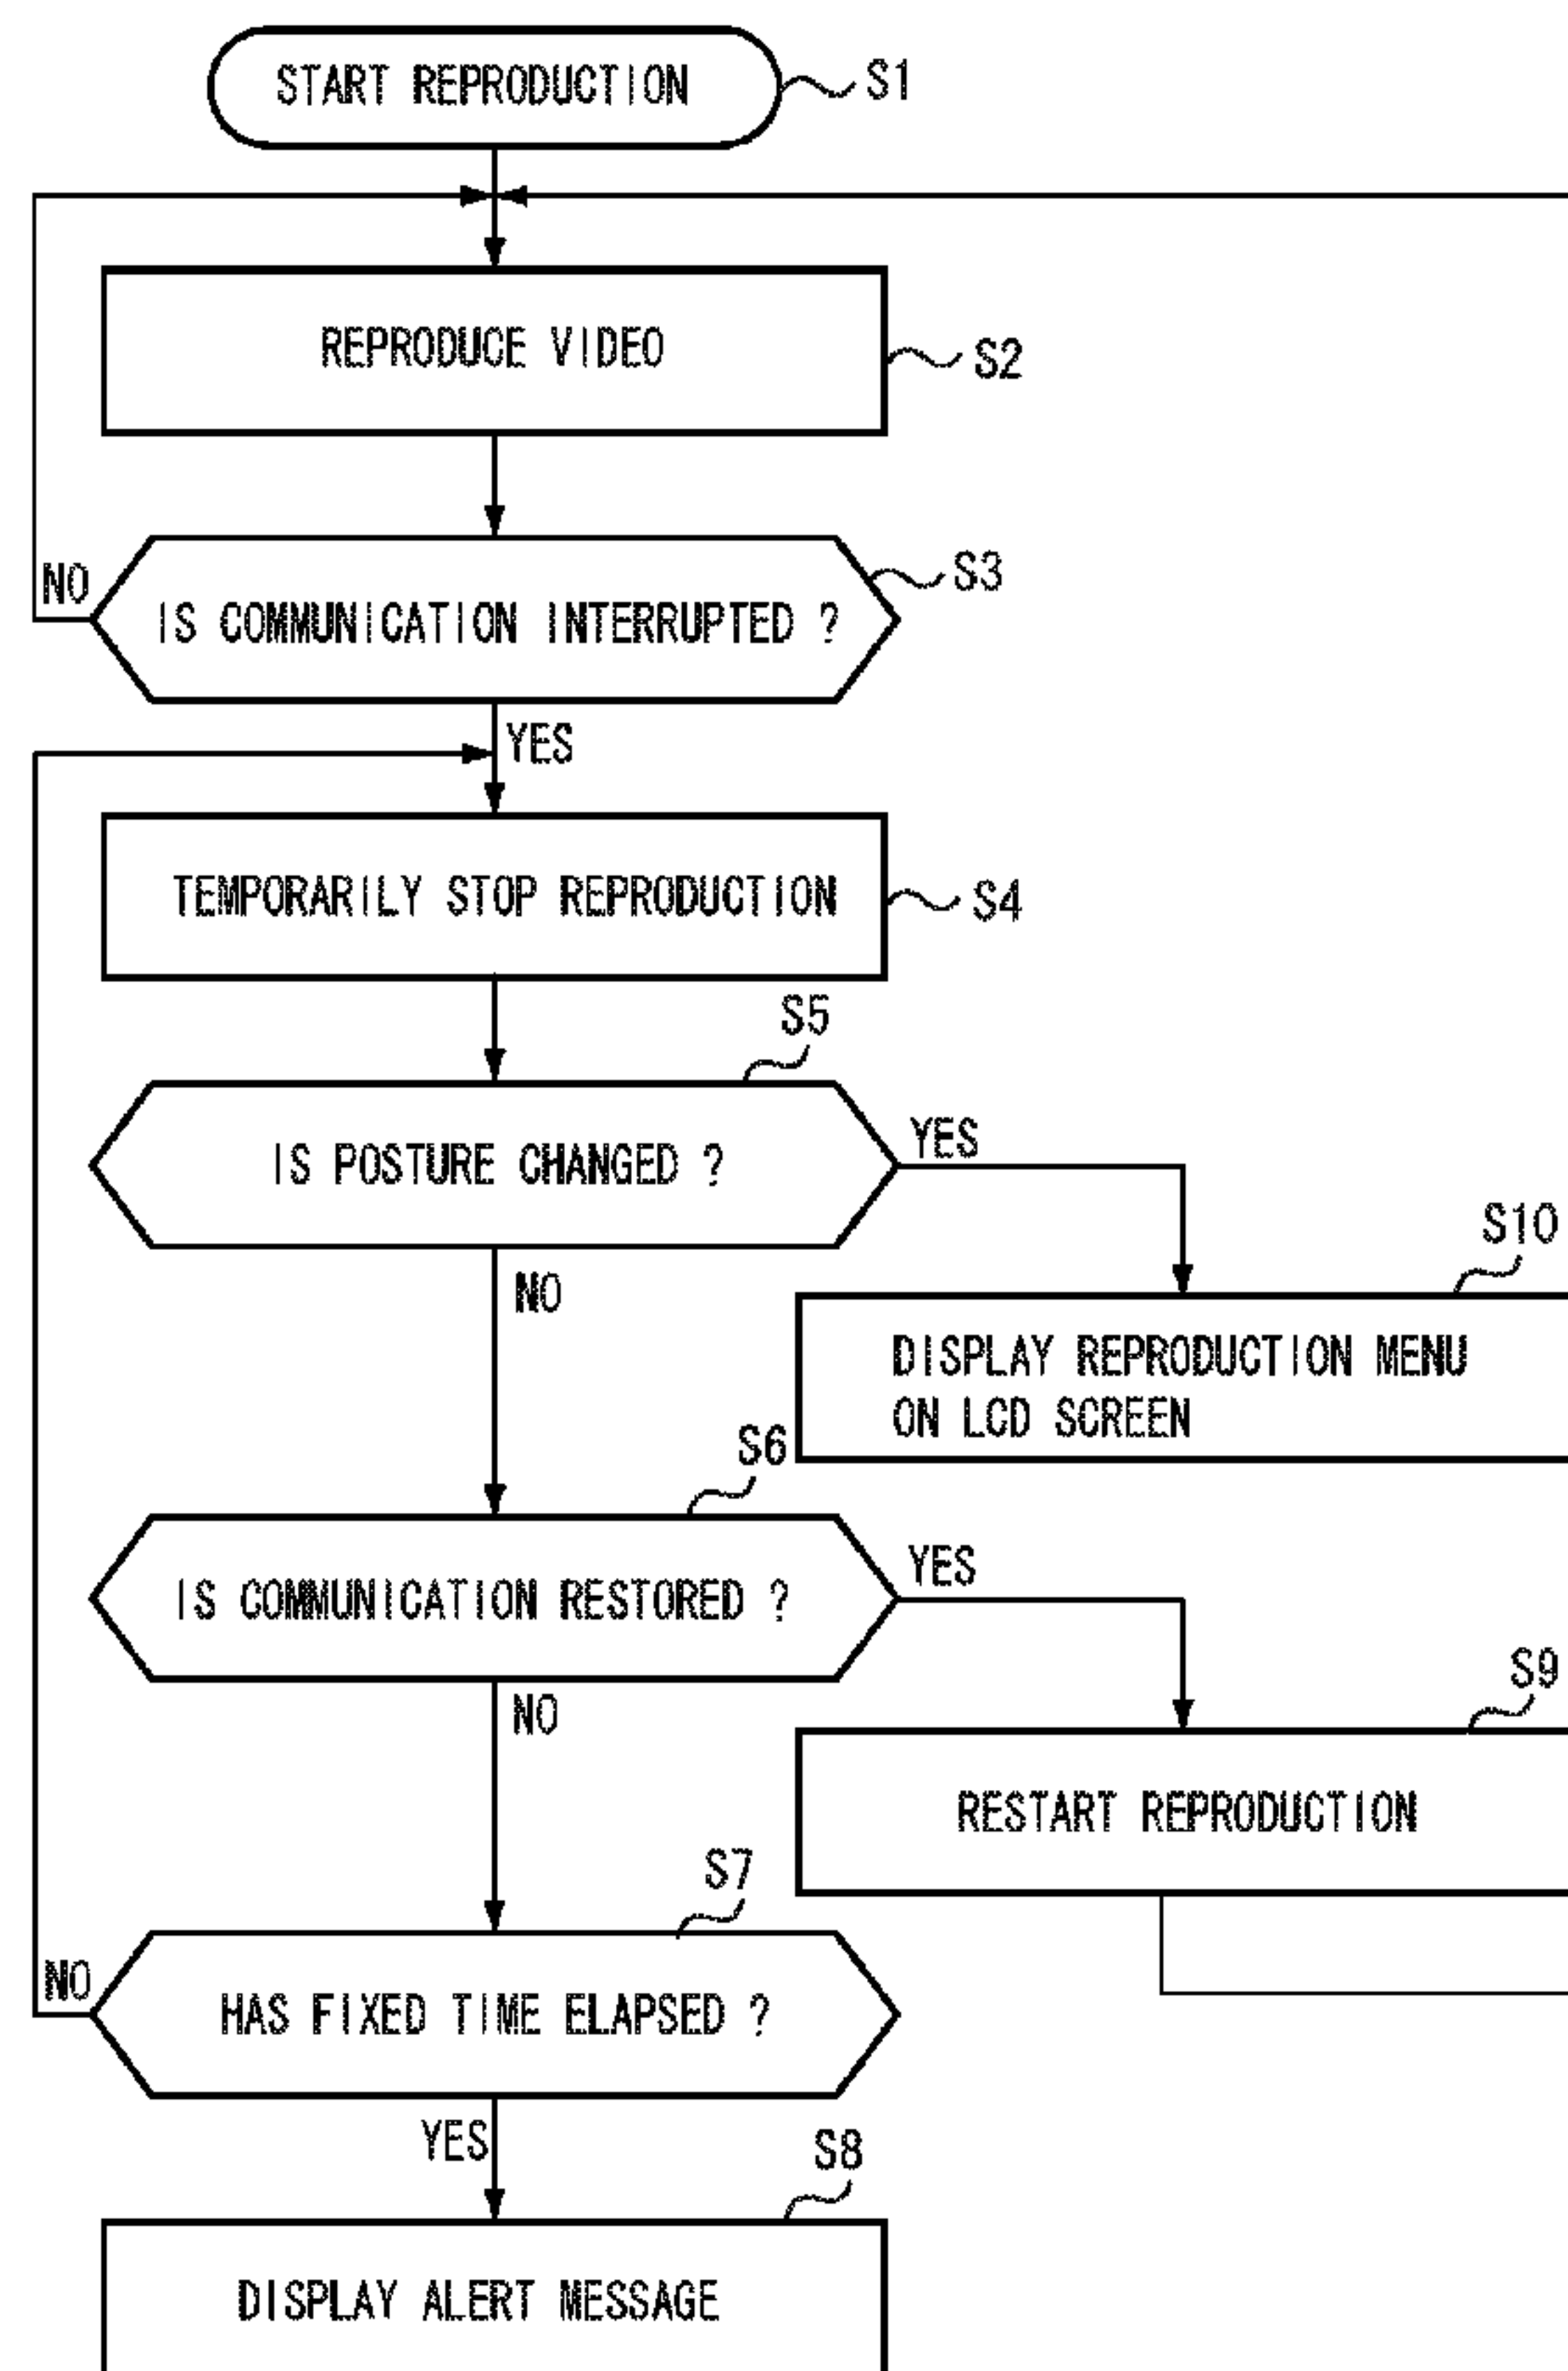 START REPRODUCTION
S1
REPRODUCE VIDEO
S2
NO
IS COMMUNICATION INTERRUPTED ?
S3
YES
TEMPORARILY STOP REPRODUCTION
S4
S5
IS POSTURE CHANGED ?
YES
NO
S10
DISPLAY REPRODUCTION MENU
ON LCD SCREEN
S6
IS COMMUNICATION RESTORED ?
YES
NO
S9
RESTART REPRODUCTION
S7
NO
HAS FIXED TIME ELAPSED ?
YES
S8
DISPLAY ALERT MESSAGE